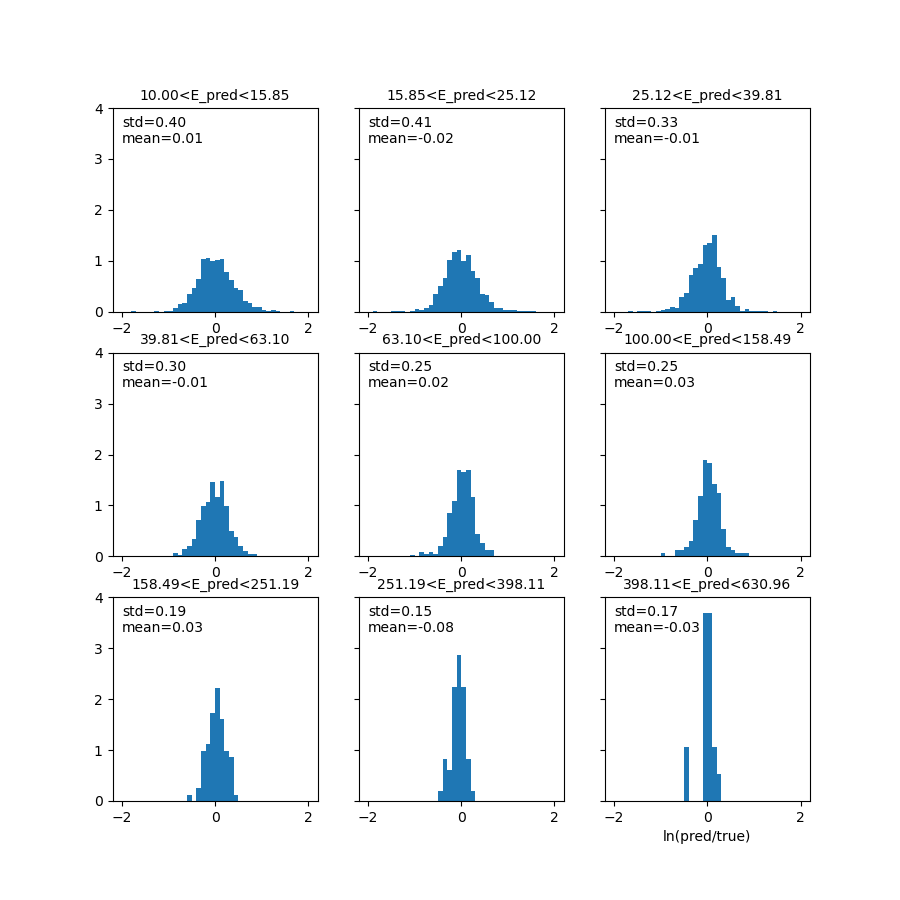 10.00<E_pred<15.85
15.85<E_pred<25.12
25.12<E_pred<39.81
4
3
2
1
0
std=0.40
mean=0.01
std=0.41
mean=-0.02
std=0.33
mean=-0.01
−2 0 2
−2 0 2
−2 0 2
39.81<E_pred<63.10
63.10<E_pred<100.00
100.00<E_pred<158.49
4
3
2
1
0
std=0.30
mean=-0.01
std=0.25
mean=0.02
std=0.25
mean=0.03
−2 0 2
−2 0 2
−2 0 2
158.49<E_pred<251.19
251.19<E_pred<398.11
398.11<E_pred<630.96
4
3
2
1
0
std=0.19
mean=0.03
std=0.15
mean=-0.08
std=0.17
mean=-0.03
−2 0 2
−2 0 2
−2 0 2
ln(pred/true)